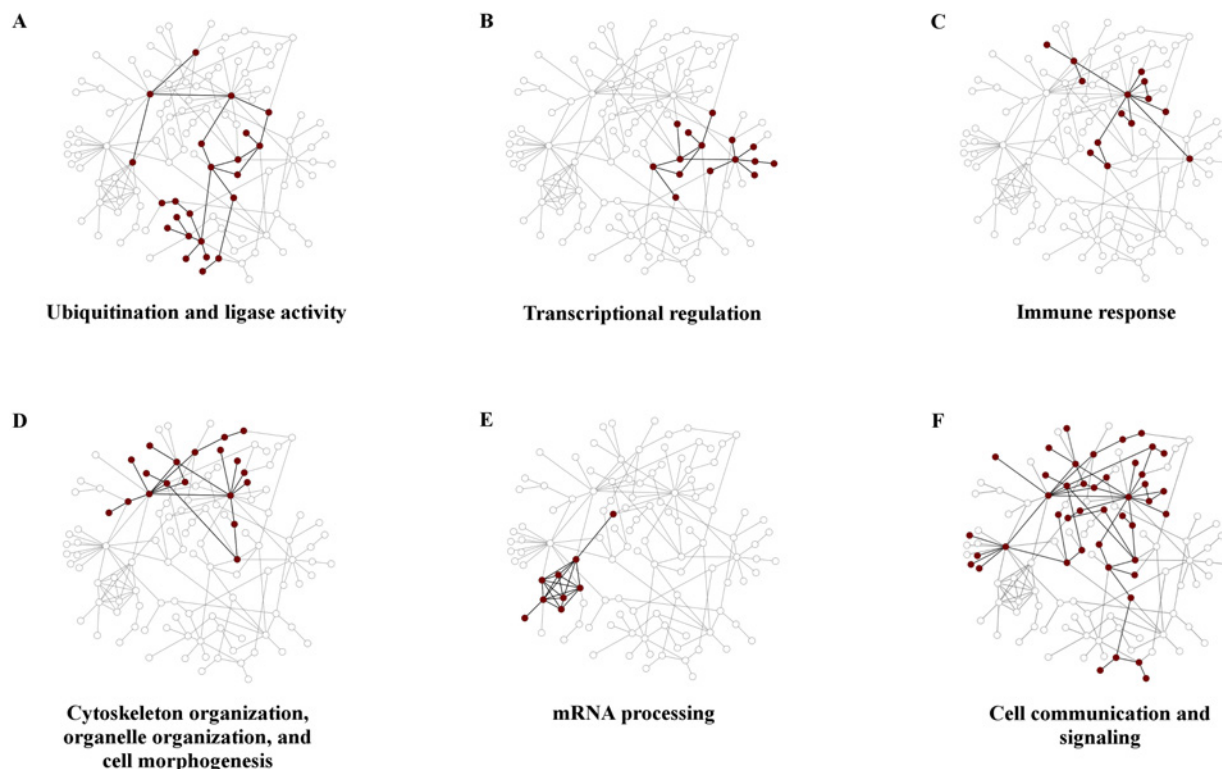 A
B
C
Ubiquitination and ligase activity
Transcriptional regulation
Immune response
D
E
F
Cytoskeleton organization,
organelle organization, and
cell morphogenesis
mRNA processing
Cell communication and
signaling